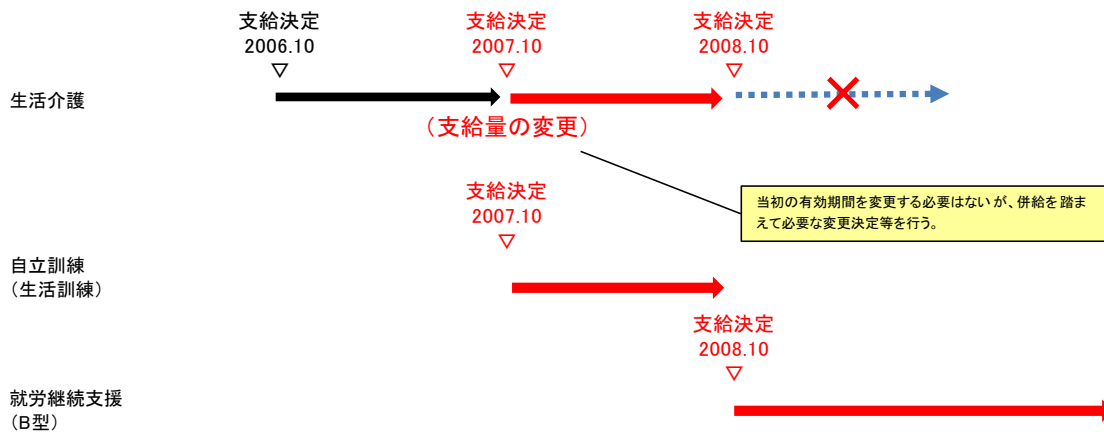 支給決定
2006.10
▽
支給決定
2007.10
▽
支給決定
2008.10
▽
生活介護
（支給量の変更）
当初の有効期間を変更する必要はないが、併給を踏ま
えて必要な変更決定等を行う。
支給決定
2007.10
▽
自立訓練
（生活訓練）
支給決定
2008.10
▽
就労継続支援
（B型）